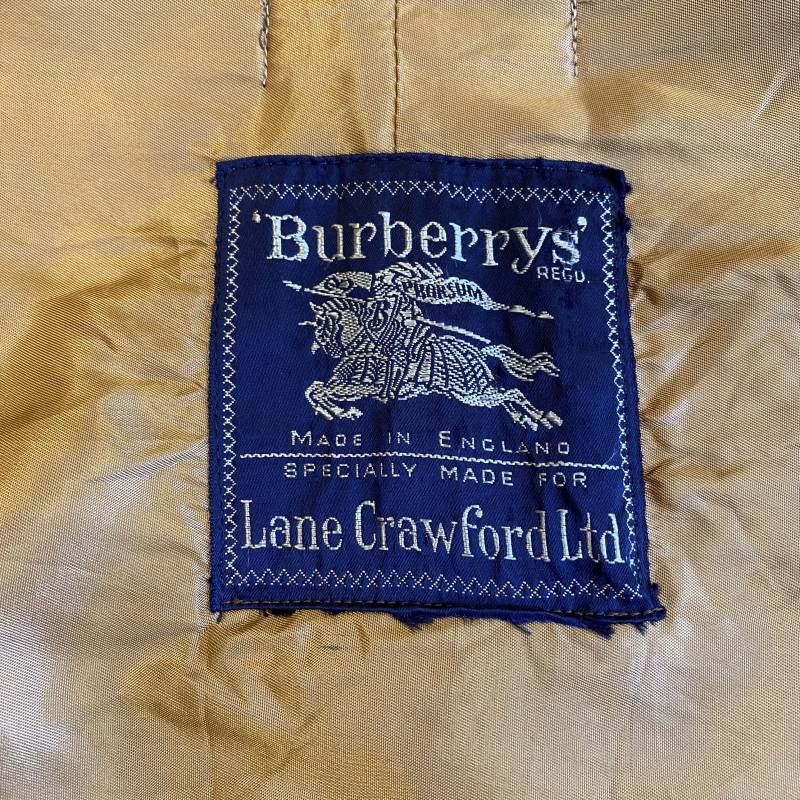 'Burberrys'
REGD.
PRORSUM
B
MADE IN ENGLAND
SPECIALLY MADE FOR
Lane Crawford Ltd